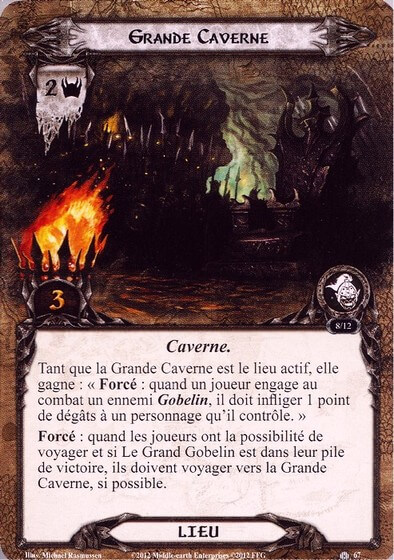 Grande Caverne
2
3
8/12
Caverne.
Tant que la Grande Caverne est le lieu actif, elle
gagne : « Forcé : quand un joueur engage au
combat un ennemi Gobelin, il doit infliger 1 point
de dégâts à un personnage qu'il contrôle. »
Forcé : quand les joueurs ont la possibilité de
voyager et si Le Grand Gobelin est dans leur pile
de victoire, ils doivent voyager vers la Grande
Caverne, si possible.
LIEU
Illus. Michael Rasmussen ©2012 Middle-earth Enterprises ©2012 FFG 67